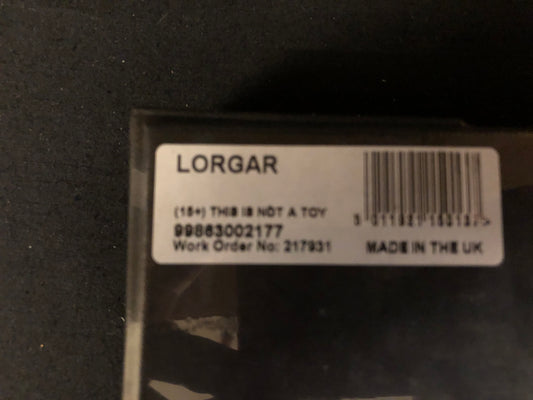 LORGAR
(15+) THIS IS NOT A TOY
99863002177
Work Order No: 217931
MADE IN THE UK